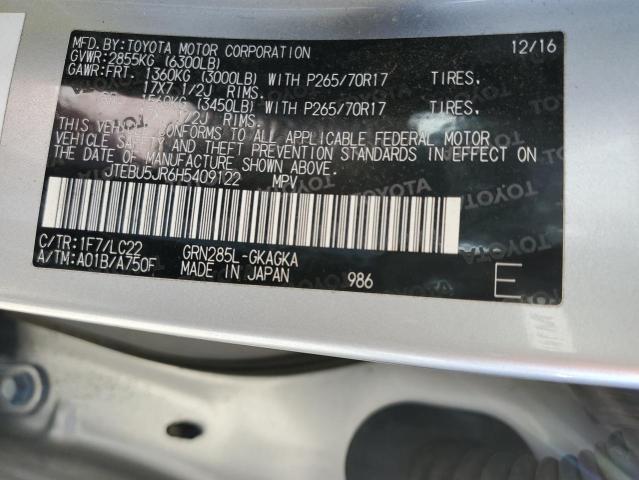 MFD.BY:TOYOTA MOTOR CORPORATION 12/16
GVWR:2855KG (6300LB)
GAWR:FRT. 1360KG (3000LB) WITH P265/70R17 TIRES,
17X7 1/2J RIMS.
1560KG (3450LB) WITH P265/70R17 TIRES,
1/2J RIMS.
THIS VEHICLE CONFORMS TO ALL APPLICABLE FEDERAL MOTOR
VEHICLE SAFETY AND THEFT PREVENTION STANDARDS IN EFFECT ON
THE DATE OF MANUFACTURE SHOWN ABOVE.
JTEBU5JR6H5409122 MPV
C/TR:1F7/LC22 GRN285L-GKAGKA
A/TM:A01B/A750F MADE IN JAPAN 986 E